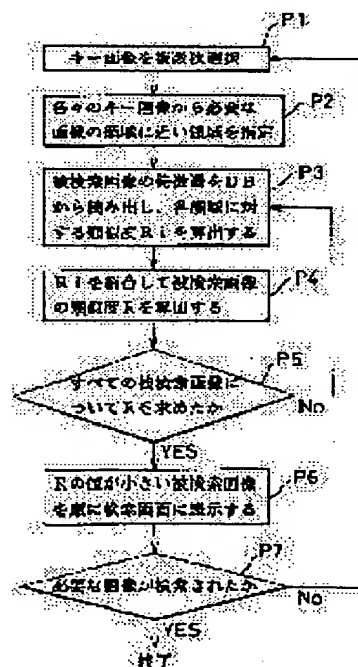 P1
キー画像を複数枚選択
P2
各々のキー画像から必要な
画像の領域に近い領域を指定
P3
被検索画像の特徴量をDB
から読み出し、各領域に対
する類似度Riを算出する
P4
Riを統合して被検索画像
の類似度Rを算出する
P5
すべての被検索画像に
ついてRを求めたか
No
YES
P6
Rの値が小さい被検索画像
を順に検索画面に表示する
P7
必要な画像が検索されたか
No
YES
終了